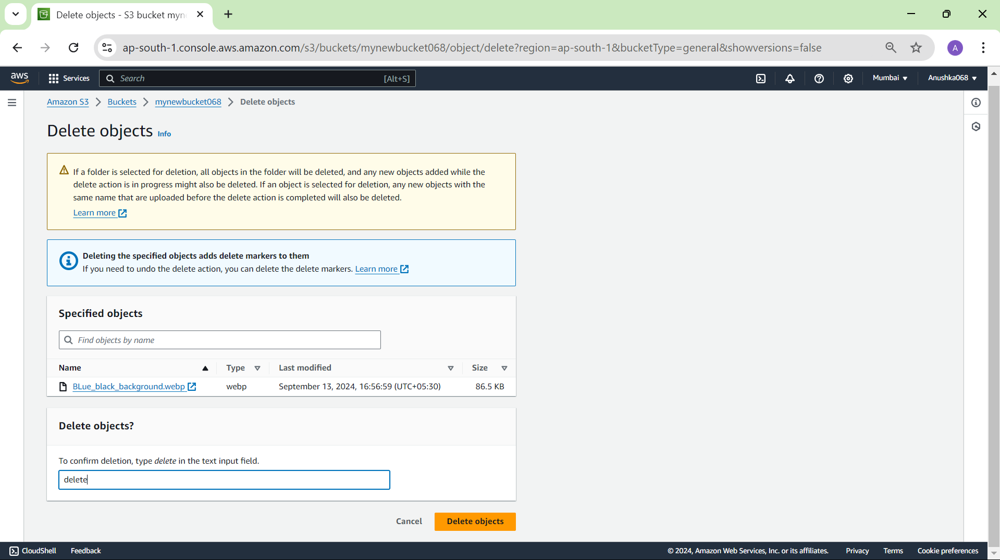 Delete objects - S3 bucket myn
ap-south-1.console.aws.amazon.com/s3/buckets/mynewbucket068/object/delete?region=ap-south-1&bucketType=general&showversions=false
A
aws
Services
Search
[Alt+S]
Mumbai
Anushka068
Amazon S3 > Buckets > mynewbucket068 > Delete objects
Delete objects Info
If a folder is selected for deletion, all objects in the folder will be deleted, and any new objects added while the
delete action is in progress might also be deleted. If an object is selected for deletion, any new objects with the
same name that are uploaded before the delete action is completed will also be deleted.
Learn more
Deleting the specified objects adds delete markers to them
If you need to undo the delete action, you can delete the delete markers. Learn more
Specified objects
Find objects by name
Name Type Last modified Size
BLue_black_background.webp webp September 13, 2024, 16:56:59 (UTC+05:30) 86.5 KB
Delete objects?
To confirm deletion, type delete in the text input field.
delete
Cancel Delete objects
CloudShell Feedback © 2024, Amazon Web Services, Inc. or its affiliates. Privacy Terms Cookie preferences